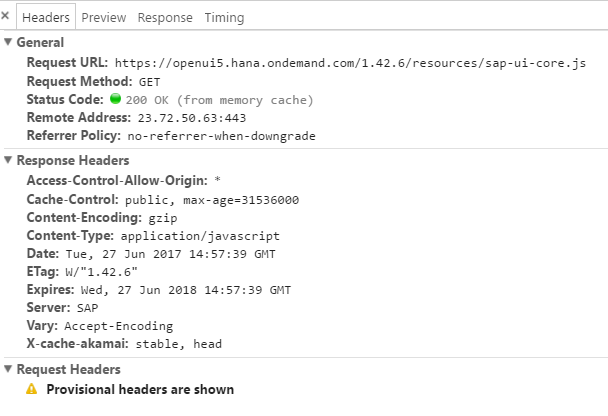 Headers Preview Response Timing
General
Request URL: https://openui5.hana.ondemand.com/1.42.6/resources/sap-ui-core.js
Request Method: GET
Status Code: 200 OK (from memory cache)
Remote Address: 23.72.50.63:443
Referrer Policy: no-referrer-when-downgrade
Response Headers
Access-Control-Allow-Origin: *
Cache-Control: public, max-age=31536000
Content-Encoding: gzip
Content-Type: application/javascript
Date: Tue, 27 Jun 2017 14:57:39 GMT
ETag: W/"1.42.6"
Expires: Wed, 27 Jun 2018 14:57:39 GMT
Server: SAP
Vary: Accept-Encoding
X-cache-akamai: stable, head
Request Headers
Provisional headers are shown